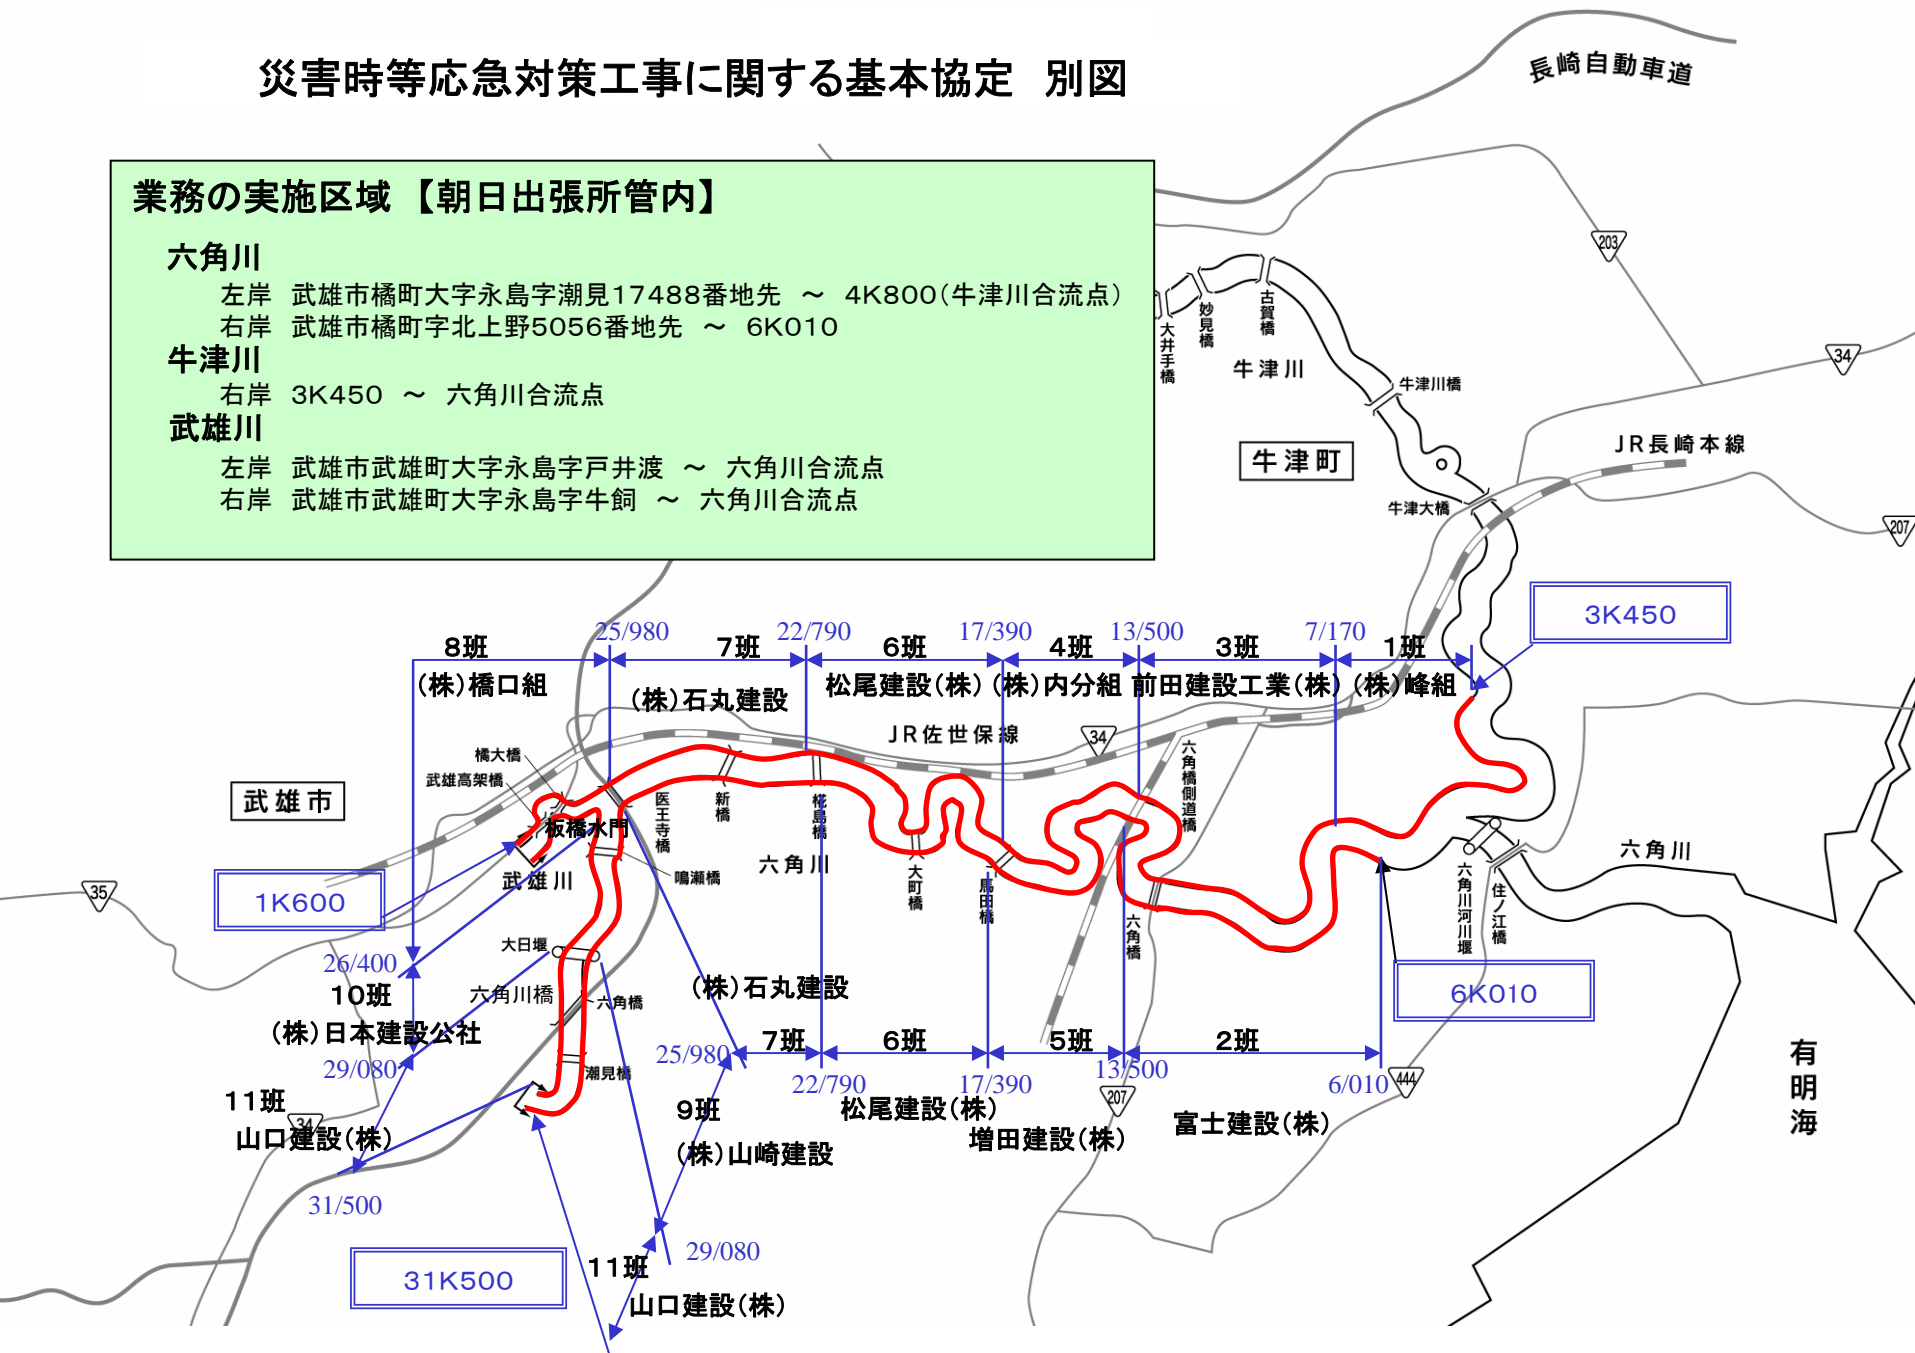 災害時等応急対策工事に関する基本協定　別図
長崎自動車道
業務の実施区域【朝日出張所管内】
六角川
左岸　武雄市橘町大字永島字潮見17488番地先　～　4K800(牛津川合流点)
右岸　武雄市橘町字北上野5056番地先　～　6K010
牛津川
右岸　3K450　～　六角川合流点
武雄川
左岸　武雄市武雄町大字永島字戸井渡　～　六角川合流点
右岸　武雄市武雄町大字永島字牛飼　～　六角川合流点
203
古賀橋
妙見橋
大井手橋
牛津川
34
牛津川橋
牛津町
JR長崎本線
牛津大橋
207
3K450
25/980
22/790
17/390
13/500
7/170
8班
7班
6班
4班
3班
1班
(株)橋口組
(株)石丸建設
松尾建設(株)
(株)内分組
前田建設工業(株)
(株)峰組
JR佐世保線
34
橘大橋
武雄高架橋
武雄市
板橋水門
医王寺橋
新橋
椛島橋
六角橋側道橋
六角川
大町橋
馬田橋
鳴瀬橋
武雄川
35
1K600
六角川
六角川河川堰
住ノ江橋
六角橋
大日堰
26/400
10班
六角川橋
六角橋
(株)石丸建設
6K010
(株)日本建設公社
29/080
25/980
7班
6班
5班
2班
潮見橋
22/790
17/390
13/500
6/010
444
207
有明海
11班
34
山口建設(株)
9班
松尾建設(株)
増田建設(株)
富士建設(株)
(株)山崎建設
31/500
29/080
31K500
11班
山口建設(株)